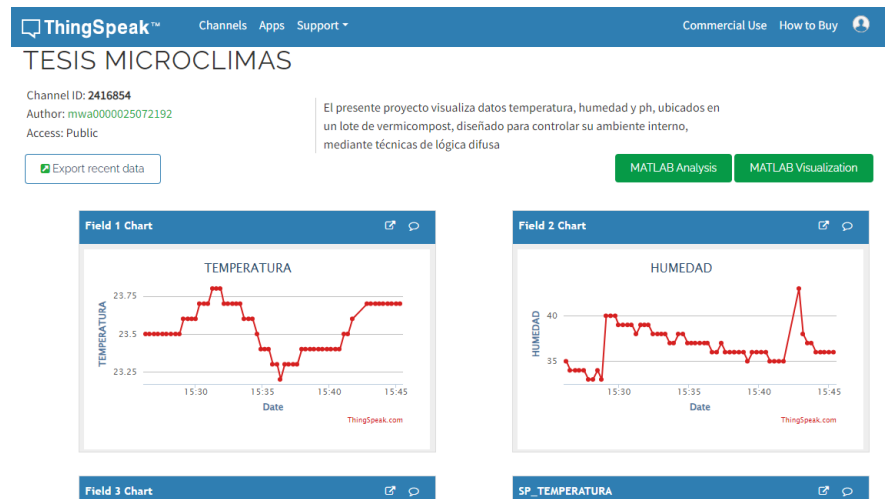 ThingSpeak™ Channels Apps Support Commercial Use How to Buy
TESIS MICROCLIMAS
Channel ID: 2416854
Author: mwa0000025072192
Access: Public
El presente proyecto visualiza datos temperatura, humedad y ph, ubicados en
un lote de vermicompost, diseñado para controlar su ambiente interno,
mediante técnicas de lógica difusa
Export recent data
MATLAB Analysis
MATLAB Visualization
Field 1 Chart
TEMPERATURA
TEMPERATURA
23.75
23.5
23.25
15:30 15:35 15:40 15:45
Date
ThingSpeak.com
Field 2 Chart
HUMEDAD
HUMEDAD
40
35
15:30 15:35 15:40 15:45
Date
ThingSpeak.com
Field 3 Chart
SP_TEMPERATURA